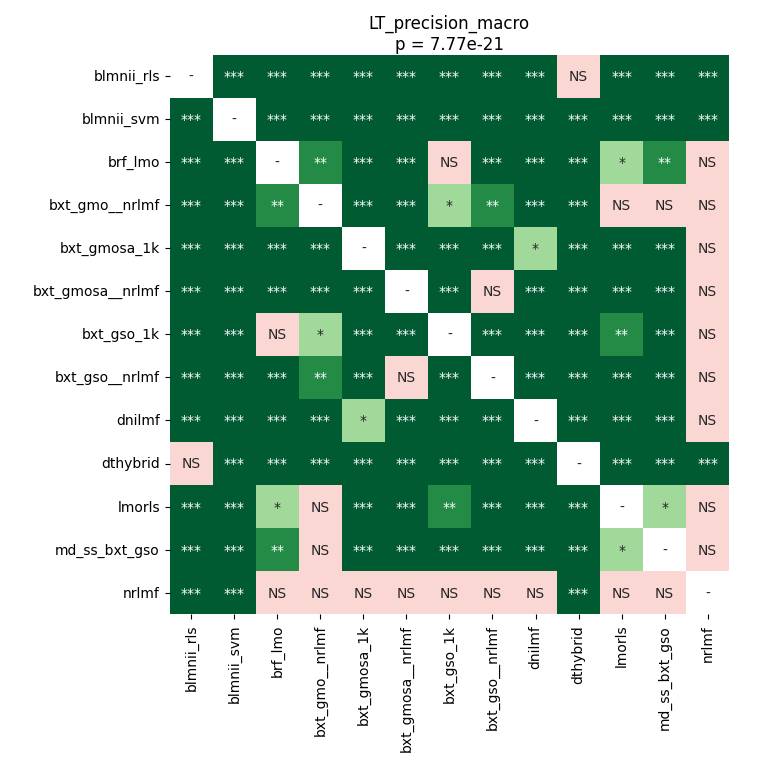 LT_precision_macro
p = 7.77e-21
blmnii_rls - *** *** *** *** *** *** *** *** NS *** *** ***
blmnii_svm *** - *** *** *** *** *** *** *** *** *** *** ***
brf_lmo *** *** - ** *** *** NS *** *** *** * ** NS
bxt_gmo__nrlmf *** *** ** - *** *** * ** *** *** NS NS NS
bxt_gmosa_1k *** *** *** *** - *** *** *** * *** *** *** NS
bxt_gmosa__nrlmf *** *** *** *** *** - *** NS *** *** *** *** NS
bxt_gso_1k *** *** NS * *** *** - *** *** *** ** *** NS
bxt_gso__nrlmf *** *** *** ** *** NS *** - *** *** *** *** NS
dnilmf *** *** *** *** * *** *** *** - *** *** *** NS
dthybrid NS *** *** *** *** *** *** *** *** - *** *** ***
lmorls *** *** * NS *** *** ** *** *** *** - * NS
md_ss_bxt_gso *** *** ** NS *** *** *** *** *** *** * - NS
nrlmf *** *** NS NS NS NS NS NS NS *** NS NS -
blmnii_rls
blmnii_svm
brf_lmo
bxt_gmo__nrlmf
bxt_gmosa_1k
bxt_gmosa__nrlmf
bxt_gso_1k
bxt_gso__nrlmf
dnilmf
dthybrid
lmorls
md_ss_bxt_gso
nrlmf